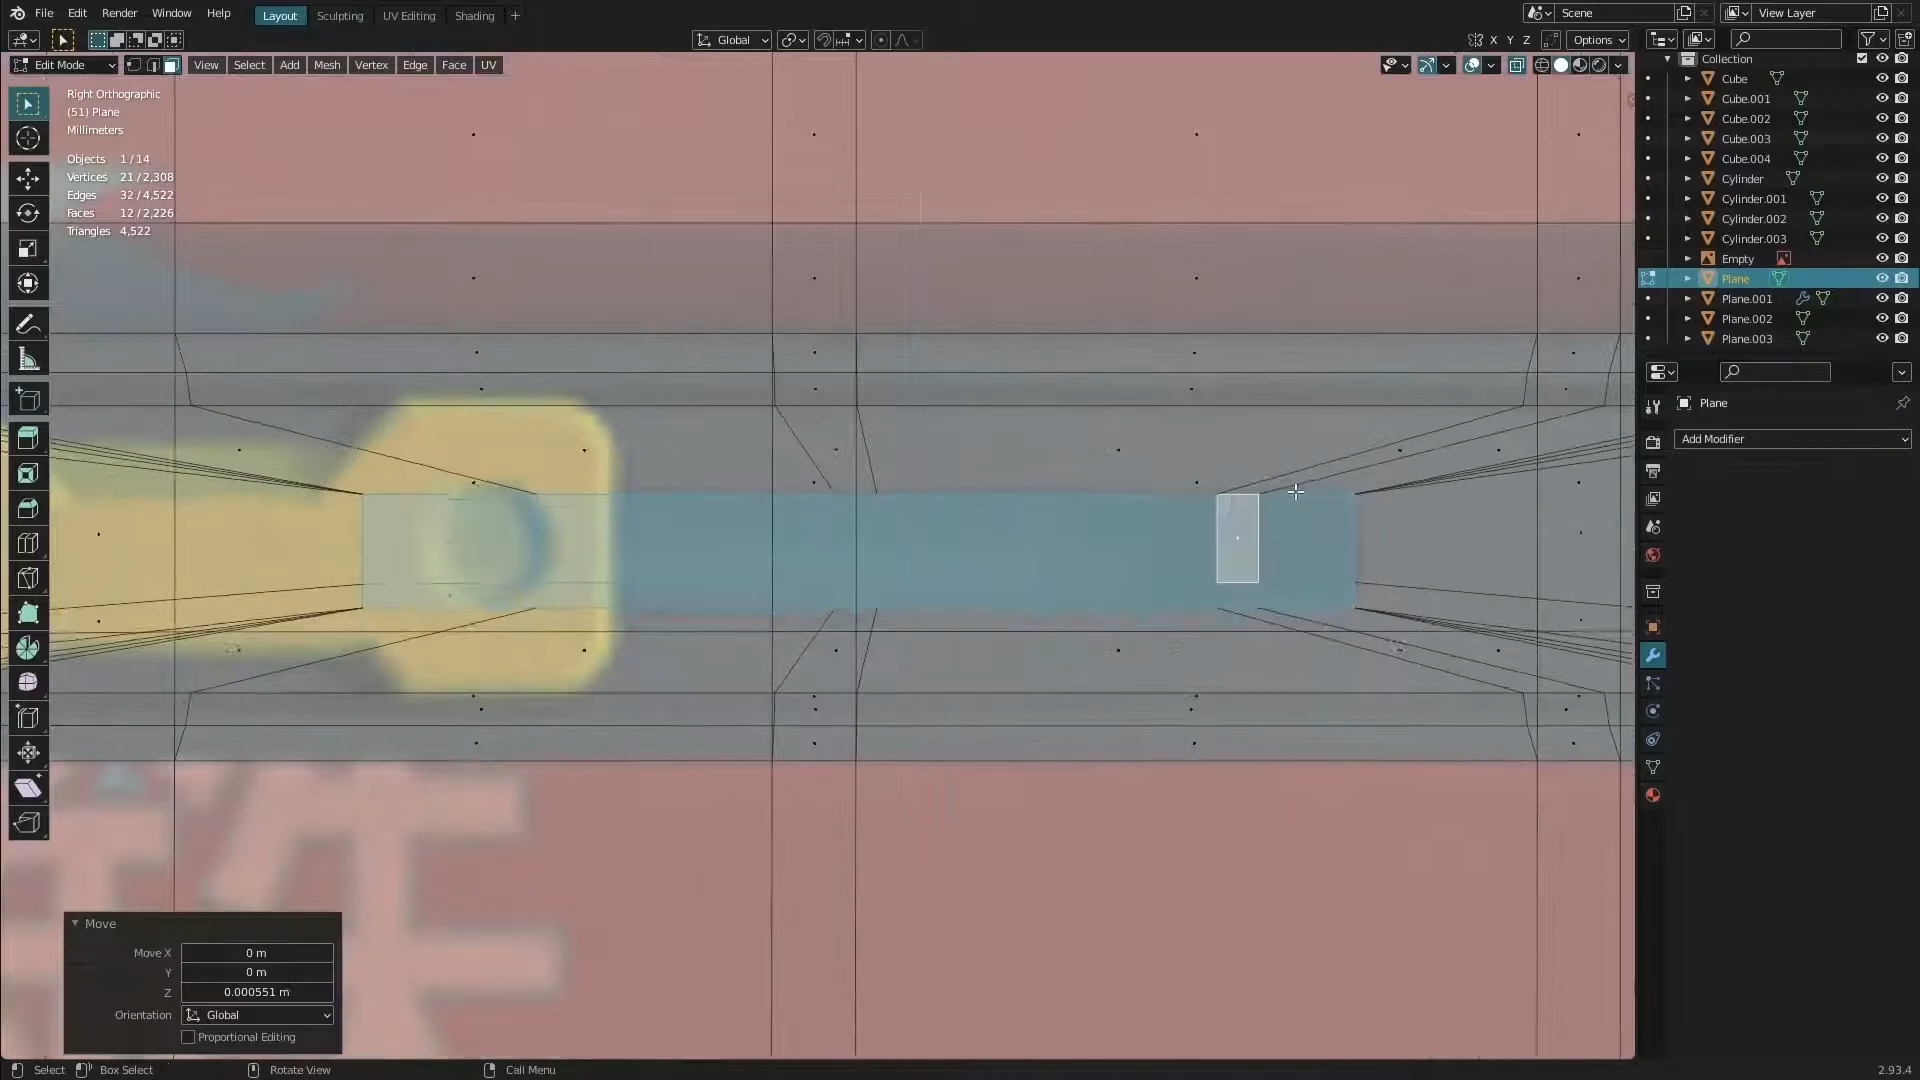 File Edit Render Window Help Layout Sculpting UV Editing Shading + Scene View Layer
Global X Y Z Options
Edit Mode View Select Add Mesh Vertex Edge Face UV
Right Orthographic
(51) Plane
Millimeters
Objects 1 / 14
Vertices 21 / 2,308
Edges 32 / 4,522
Faces 12 / 2,226
Triangles 4,522
Collection
Cube
Cube.001
Cube.002
Cube.003
Cube.004
Cylinder
Cylinder.001
Cylinder.002
Cylinder.003
Empty
Plane
Plane.001
Plane.002
Plane.003
Plane
Add Modifier
Move
Move X 0 m
Y 0 m
Z 0.000551 m
Orientation Global
Proportional Editing
Select Box Select Rotate View Call Menu 2.93.4